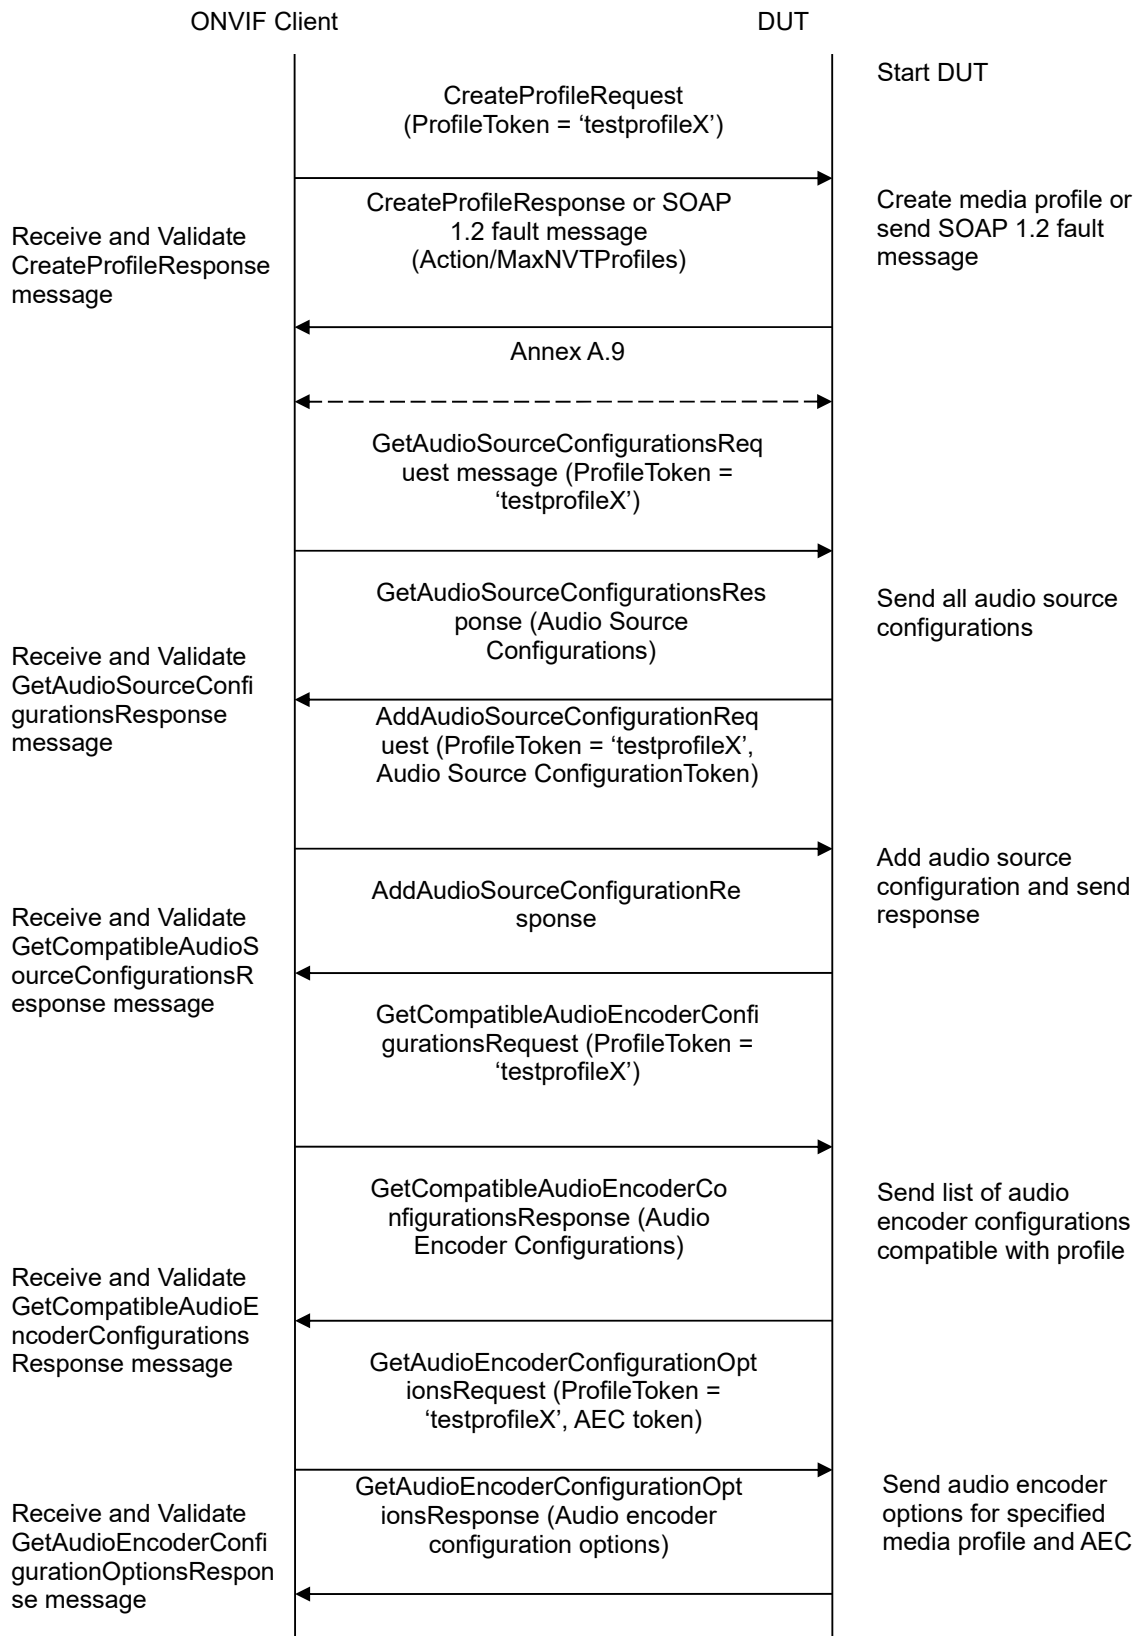 ONVIF Client
DUT
Start DUT
CreateProfileRequest
(ProfileToken = ‘testprofileX’)
CreateProfileResponse or SOAP
1.2 fault message
(Action/MaxNVTProfiles)
Create media profile or
send SOAP 1.2 fault
message
Receive and Validate
CreateProfileResponse
message
Annex A.9
GetAudioSourceConfigurationsReq
uest message (ProfileToken =
‘testprofileX’)
GetAudioSourceConfigurationsRes
ponse (Audio Source
Configurations)
Send all audio source
configurations
Receive and Validate
GetAudioSourceConfi
gurationsResponse
message
AddAudioSourceConfigurationReq
uest (ProfileToken = ‘testprofileX’,
Audio Source ConfigurationToken)
Add audio source
configuration and send
response
AddAudioSourceConfigurationRe
sponse
Receive and Validate
GetCompatibleAudioS
ourceConfigurationsR
esponse message
GetCompatibleAudioEncoderConfi
gurationsRequest (ProfileToken =
‘testprofileX’)
GetCompatibleAudioEncoderCo
nfigurationsResponse (Audio
Encoder Configurations)
Send list of audio
encoder configurations
compatible with profile
Receive and Validate
GetCompatibleAudioE
ncoderConfigurations
Response message
GetAudioEncoderConfigurationOpt
ionsRequest (ProfileToken =
‘testprofileX’, AEC token)
GetAudioEncoderConfigurationOpt
ionsResponse (Audio encoder
configuration options)
Send audio encoder
options for specified
media profile and AEC
Receive and Validate
GetAudioEncoderConfi
gurationOptionsRespon
se message